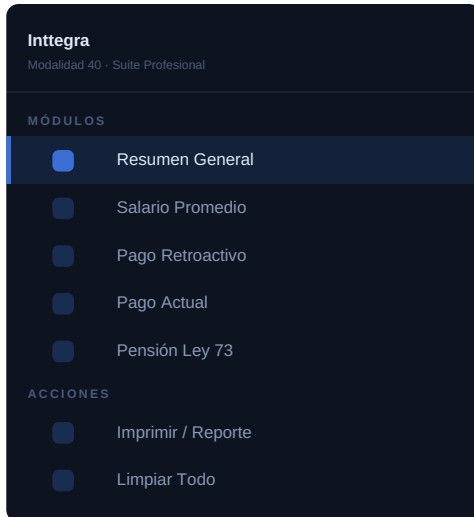 Inttegra
Modalidad 40 · Suite Profesional
MÓDULOS
Resumen General
Salario Promedio
Pago Retroactivo
Pago Actual
Pensión Ley 73
ACCIONES
Imprimir / Reporte
Limpiar Todo